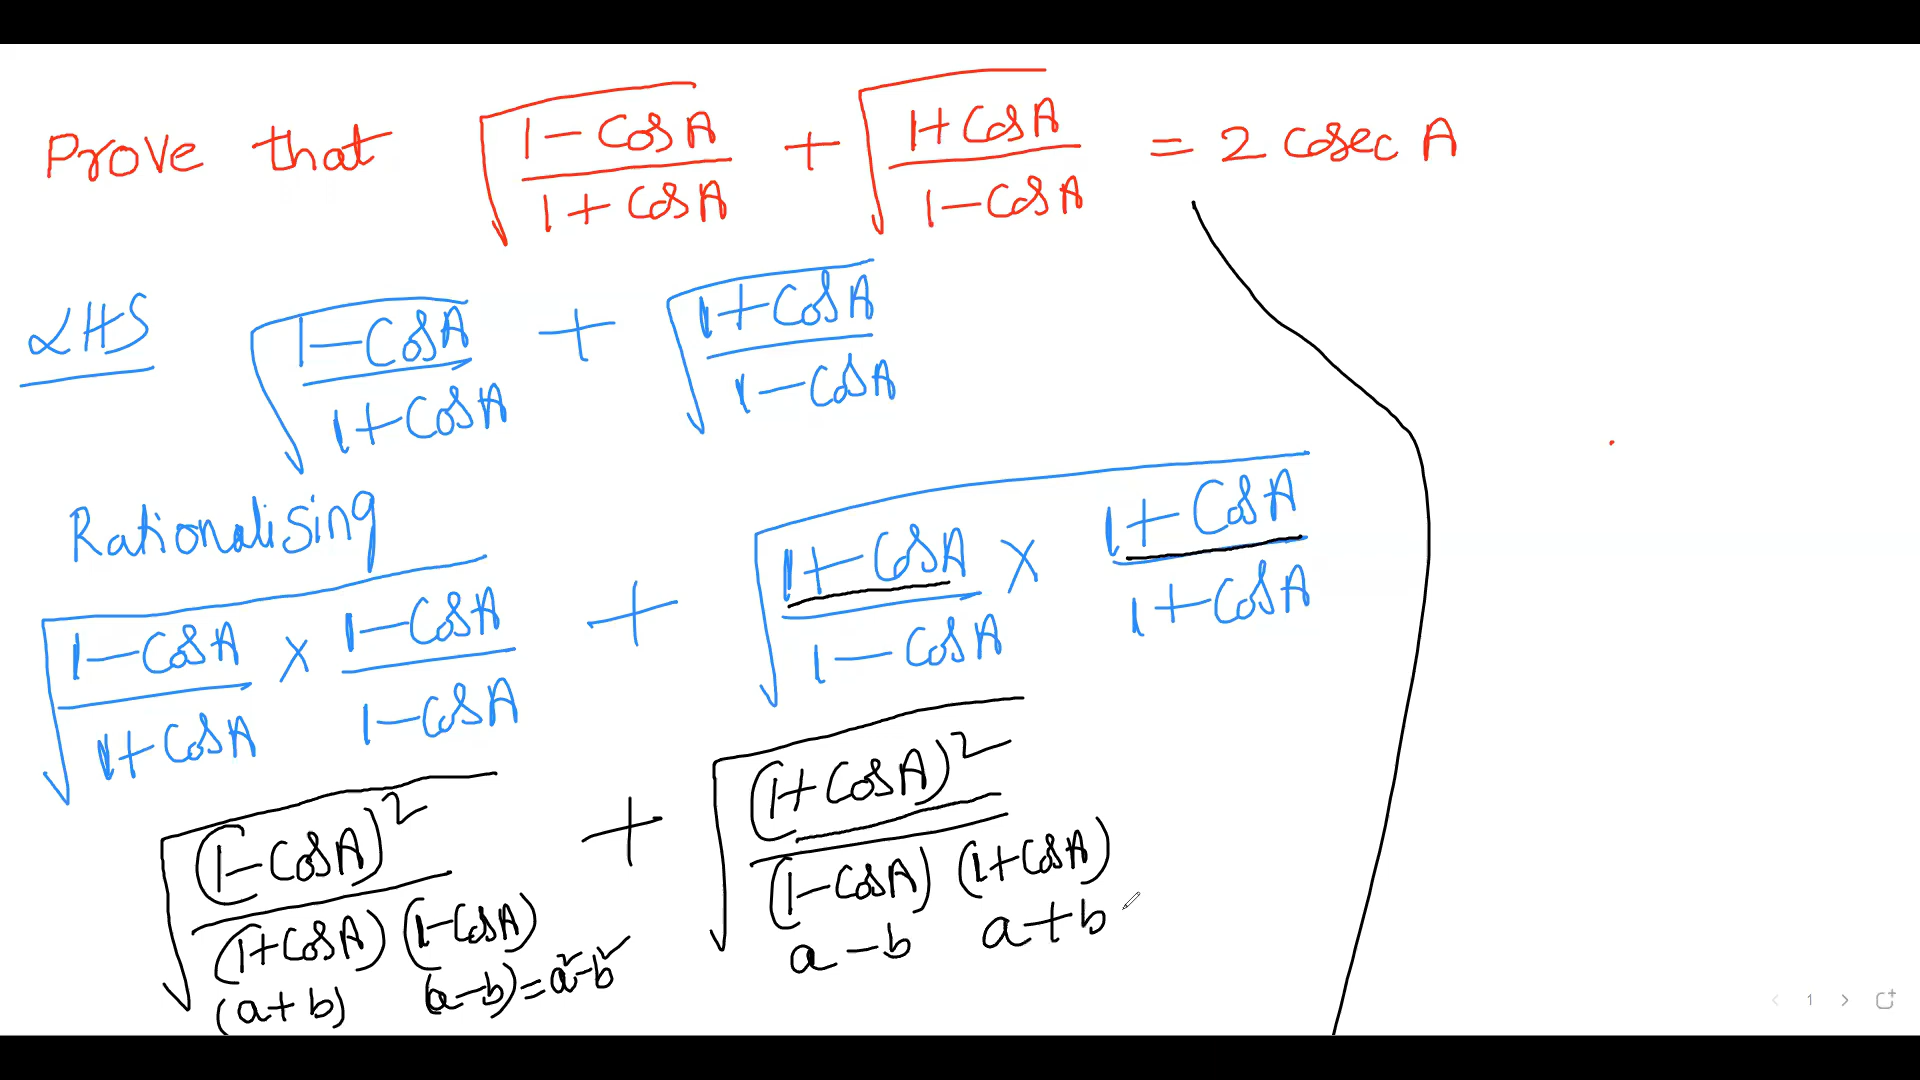 Prove that √((1-CosA)/(1+CosA)) + √((1+CosA)/(1-CosA)) = 2 Cosec A
LHS √((1-CosA)/(1+CosA)) + √((1+CosA)/(1-CosA))
Rationalising
√((1-CosA)/(1+CosA) × (1-CosA)/(1-CosA)) + √((1+CosA)/(1-CosA) × (1+CosA)/(1+CosA))
√((1-CosA)²/((1+CosA)(1-CosA))) + √((1+CosA)²/((1-CosA)(1+CosA)))
(a+b) (a-b)=a²-b² a-b a+b
1